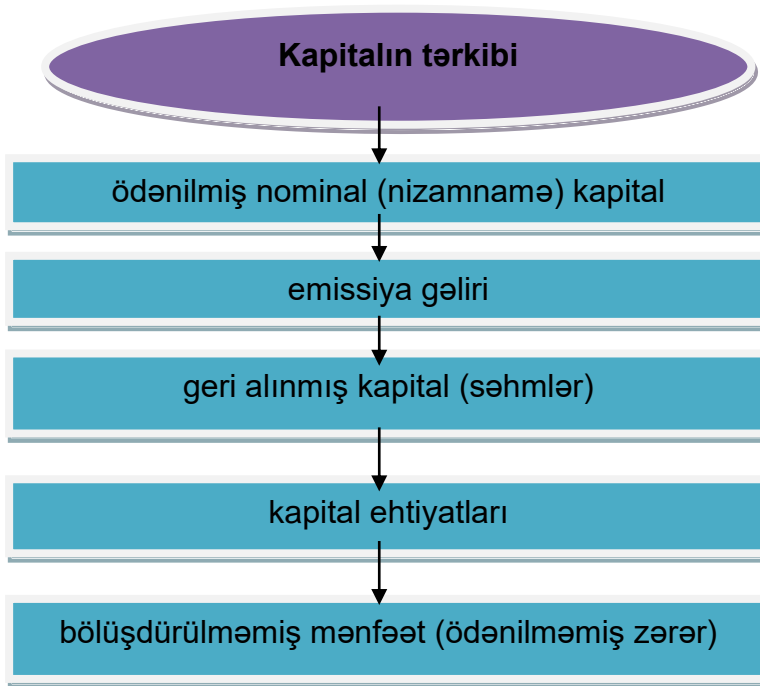 Kapitalın tərkibi
ödənilmiş nominal (nizamnamə) kapital
emissiya gəliri
geri alınmış kapital (səhmlər)
kapital ehtiyatları
bölüşdürülməmiş mənfəət (ödənilməmiş zərər)